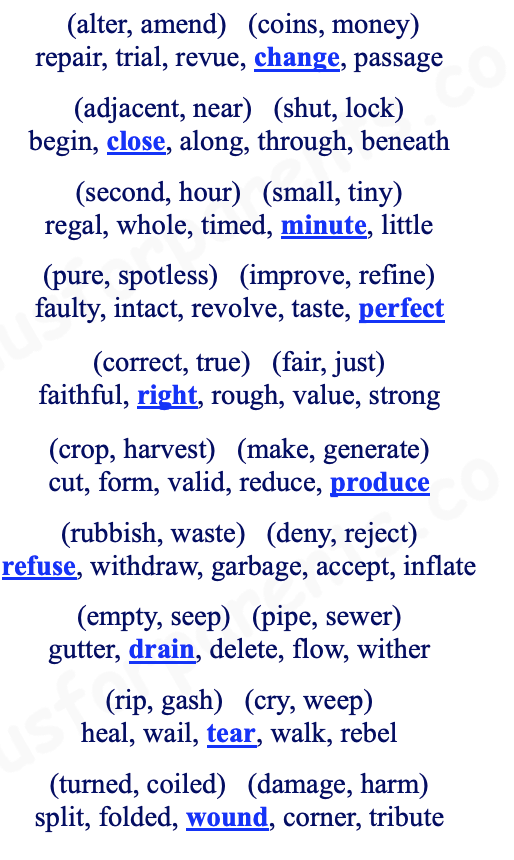 (alter, amend) (coins, money)
repair, trial, revue, change, passage
(adjacent, near) (shut, lock)
begin, close, along, through, beneath
(second, hour) (small, tiny)
regal, whole, timed, minute, little
(pure, spotless) (improve, refine)
faulty, intact, revolve, taste, perfect
(correct, true) (fair, just)
faithful, right, rough, value, strong
(crop, harvest) (make, generate)
cut, form, valid, reduce, produce
(rubbish, waste) (deny, reject)
refuse, withdraw, garbage, accept, inflate
(empty, seep) (pipe, sewer)
gutter, drain, delete, flow, wither
(rip, gash) (cry, weep)
heal, wail, tear, walk, rebel
(turned, coiled) (damage, harm)
split, folded, wound, corner, tribute